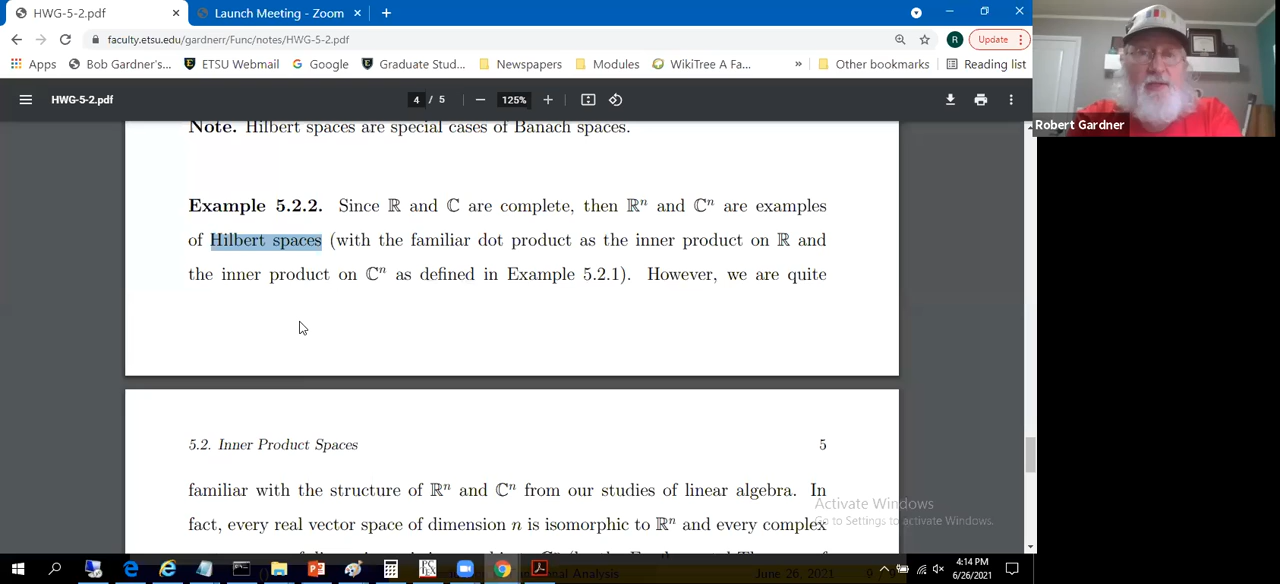 HWG-5-2.pdf
Launch Meeting - Zoom
faculty.etsu.edu/gardnerr/Func/notes/HWG-5-2.pdf
R
Update
Apps
Bob Gardner's...
ETSU Webmail
Google
Graduate Stud...
Newspapers
Modules
WikiTree A Fa...
»
Other bookmarks
Reading list
HWG-5-2.pdf
4 / 5
125%
Robert Gardner
Note. Hilbert spaces are special cases of Banach spaces.
Example 5.2.2. Since ℝ and ℂ are complete, then ℝⁿ and ℂⁿ are examples
of Hilbert spaces (with the familiar dot product as the inner product on ℝ and
the inner product on ℂⁿ as defined in Example 5.2.1). However, we are quite
5.2. Inner Product Spaces 5
familiar with the structure of ℝⁿ and ℂⁿ from our studies of linear algebra. In
fact, every real vector space of dimension n is isomorphic to ℝⁿ and every complex
Activate Windows
Go to Settings to activate Windows.
4:14 PM
6/26/2021